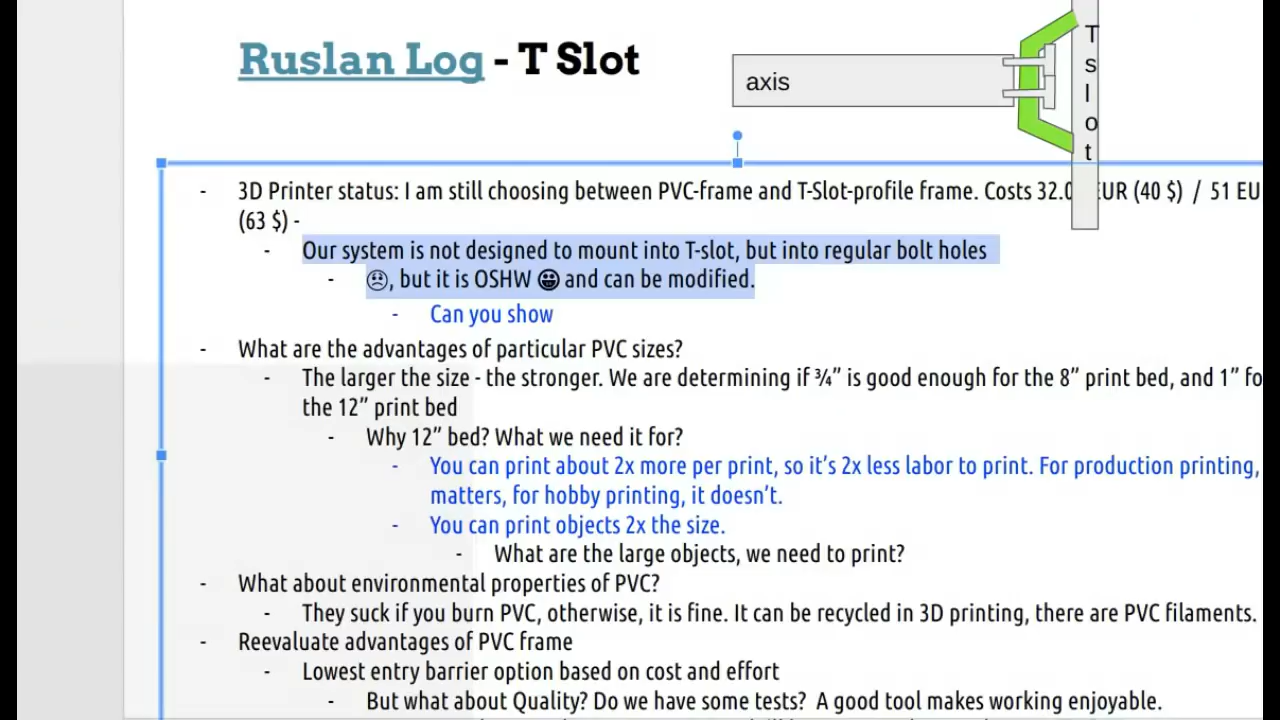 Ruslan Log - T Slot
axis
T
s
l
o
t
- 3D Printer status: I am still choosing between PVC-frame and T-Slot-profile frame. Costs 32.0 EUR (40 $) / 51 EU
(63 $) -
- Our system is not designed to mount into T-slot, but into regular bolt holes
- ☹, but it is OSHW 😀 and can be modified.
- Can you show
- What are the advantages of particular PVC sizes?
- The larger the size - the stronger. We are determining if ¾” is good enough for the 8” print bed, and 1” fo
the 12” print bed
- Why 12” bed? What we need it for?
- You can print about 2x more per print, so it’s 2x less labor to print. For production printing,
matters, for hobby printing, it doesn’t.
- You can print objects 2x the size.
- What are the large objects, we need to print?
- What about environmental properties of PVC?
- They suck if you burn PVC, otherwise, it is fine. It can be recycled in 3D printing, there are PVC filaments.
- Reevaluate advantages of PVC frame
- Lowest entry barrier option based on cost and effort
- But what about Quality? Do we have some tests? A good tool makes working enjoyable.